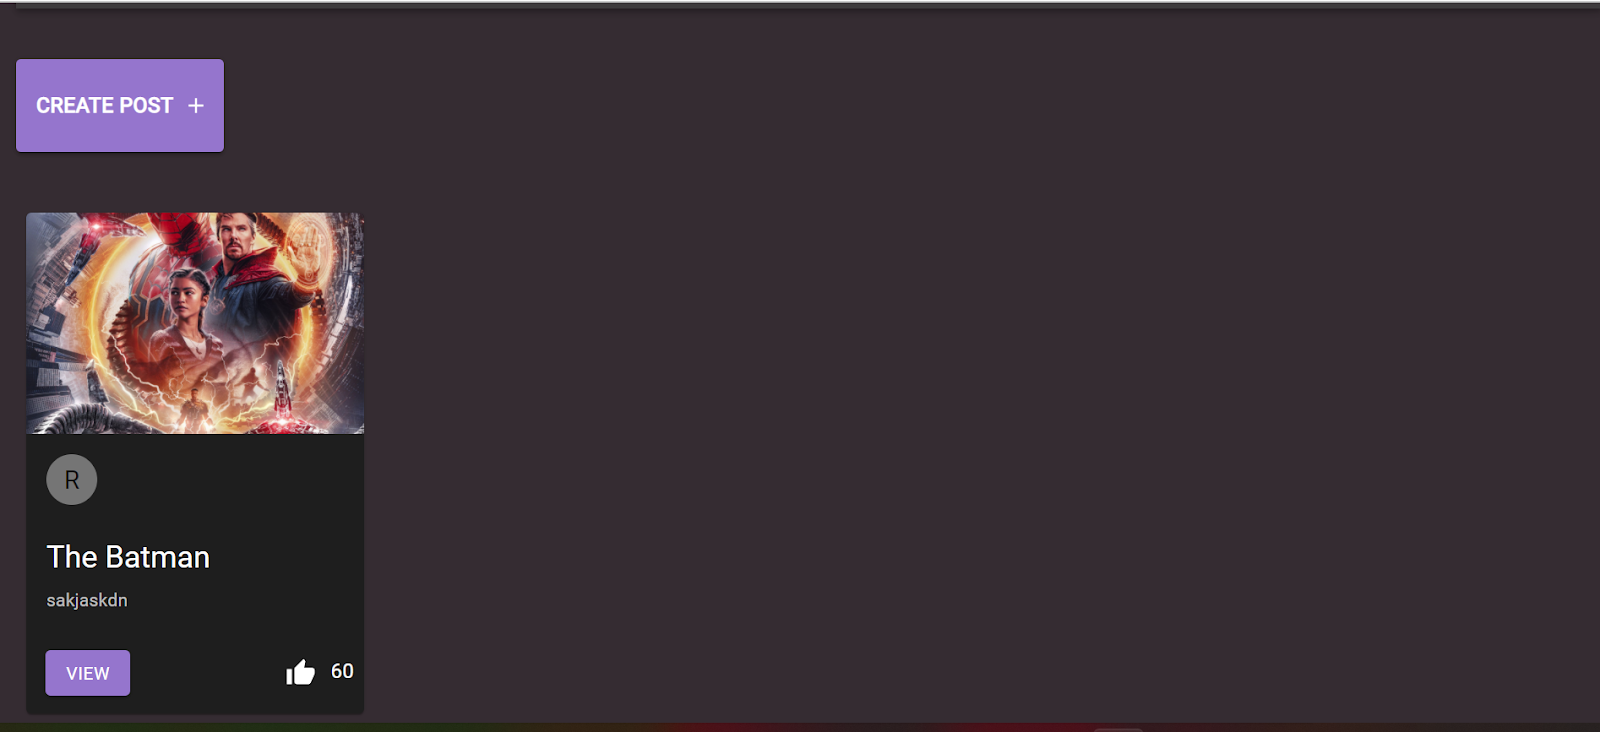 CREATE POST +
R
The Batman
sakjaskdn
VIEW
60